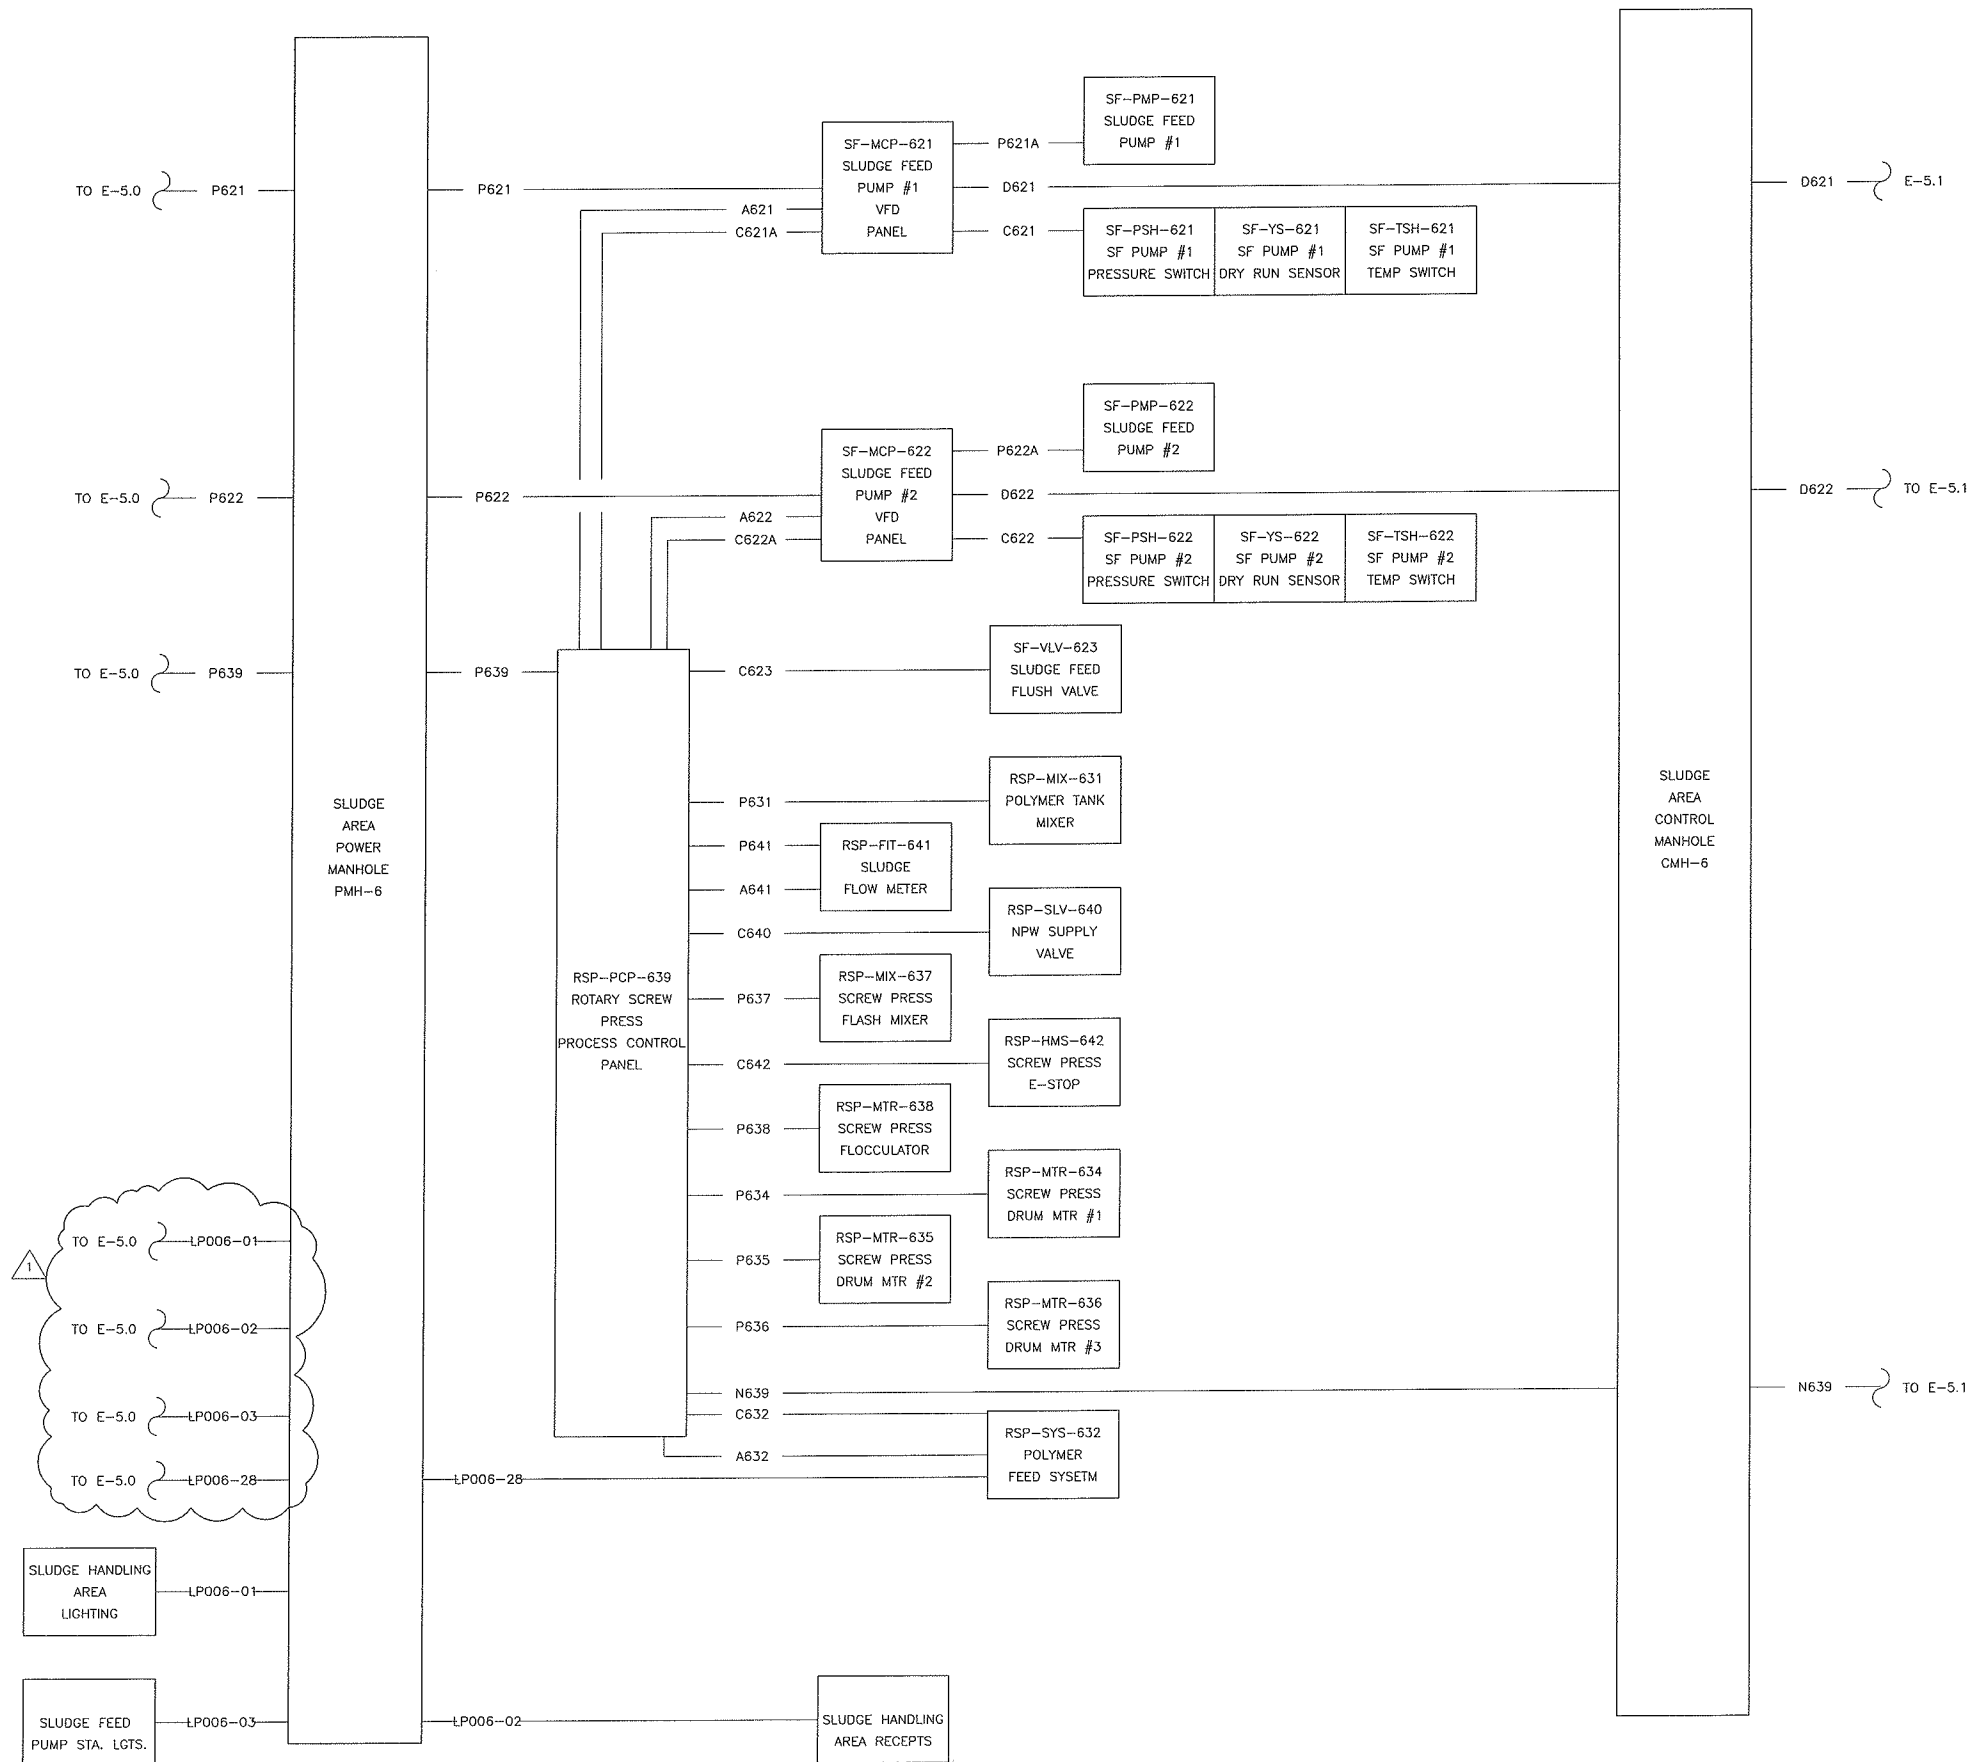 SF-PMP-621
SLUDGE FEED
PUMP #1
SF-MCP-621
SLUDGE FEED
PUMP #1
VFD
PANEL
P621A
D621
C621
A621
C621A
TO E-5.0
P621
P621
D621
E-5.1
SF-PSH-621
SF PUMP #1
PRESSURE SWITCH
SF-YS-621
SF PUMP #1
DRY RUN SENSOR
SF-TSH-621
SF PUMP #1
TEMP SWITCH
SF-PMP-622
SLUDGE FEED
PUMP #2
SF-MCP-622
SLUDGE FEED
PUMP #2
VFD
PANEL
P622A
D622
C622
A622
C622A
TO E-5.0
P622
P622
D622
TO E-5.1
SF-PSH-622
SF PUMP #2
PRESSURE SWITCH
SF-YS-622
SF PUMP #2
DRY RUN SENSOR
SF-TSH-622
SF PUMP #2
TEMP SWITCH
TO E-5.0
P639
P639
C623
SF-VLV-623
SLUDGE FEED
FLUSH VALVE
SLUDGE
AREA
POWER
MANHOLE
PMH-6
SLUDGE
AREA
CONTROL
MANHOLE
CMH-6
P631
RSP-MIX-631
POLYMER TANK
MIXER
P641
A641
RSP-FIT-641
SLUDGE
FLOW METER
C640
RSP-SLV-640
NPW SUPPLY
VALVE
RSP-PCP-639
ROTARY SCREW
PRESS
PROCESS CONTROL
PANEL
P637
RSP-MIX-637
SCREW PRESS
FLASH MIXER
C642
RSP-HMS-642
SCREW PRESS
E-STOP
P638
RSP-MTR-638
SCREW PRESS
FLOCCULATOR
P634
RSP-MTR-634
SCREW PRESS
DRUM MTR #1
P635
RSP-MTR-635
SCREW PRESS
DRUM MTR #2
P636
RSP-MTR-636
SCREW PRESS
DRUM MTR #3
N639
N639
TO E-5.1
C632
A632
RSP-SYS-632
POLYMER
FEED SYSETM
1
TO E-5.0
LP006-01
TO E-5.0
LP006-02
TO E-5.0
LP006-03
TO E-5.0
LP006-28
LP006-28
SLUDGE HANDLING
AREA
LIGHTING
LP006-01
SLUDGE FEED
PUMP STA. LGTS.
LP006-03
LP006-02
SLUDGE HANDLING
AREA RECEPTS